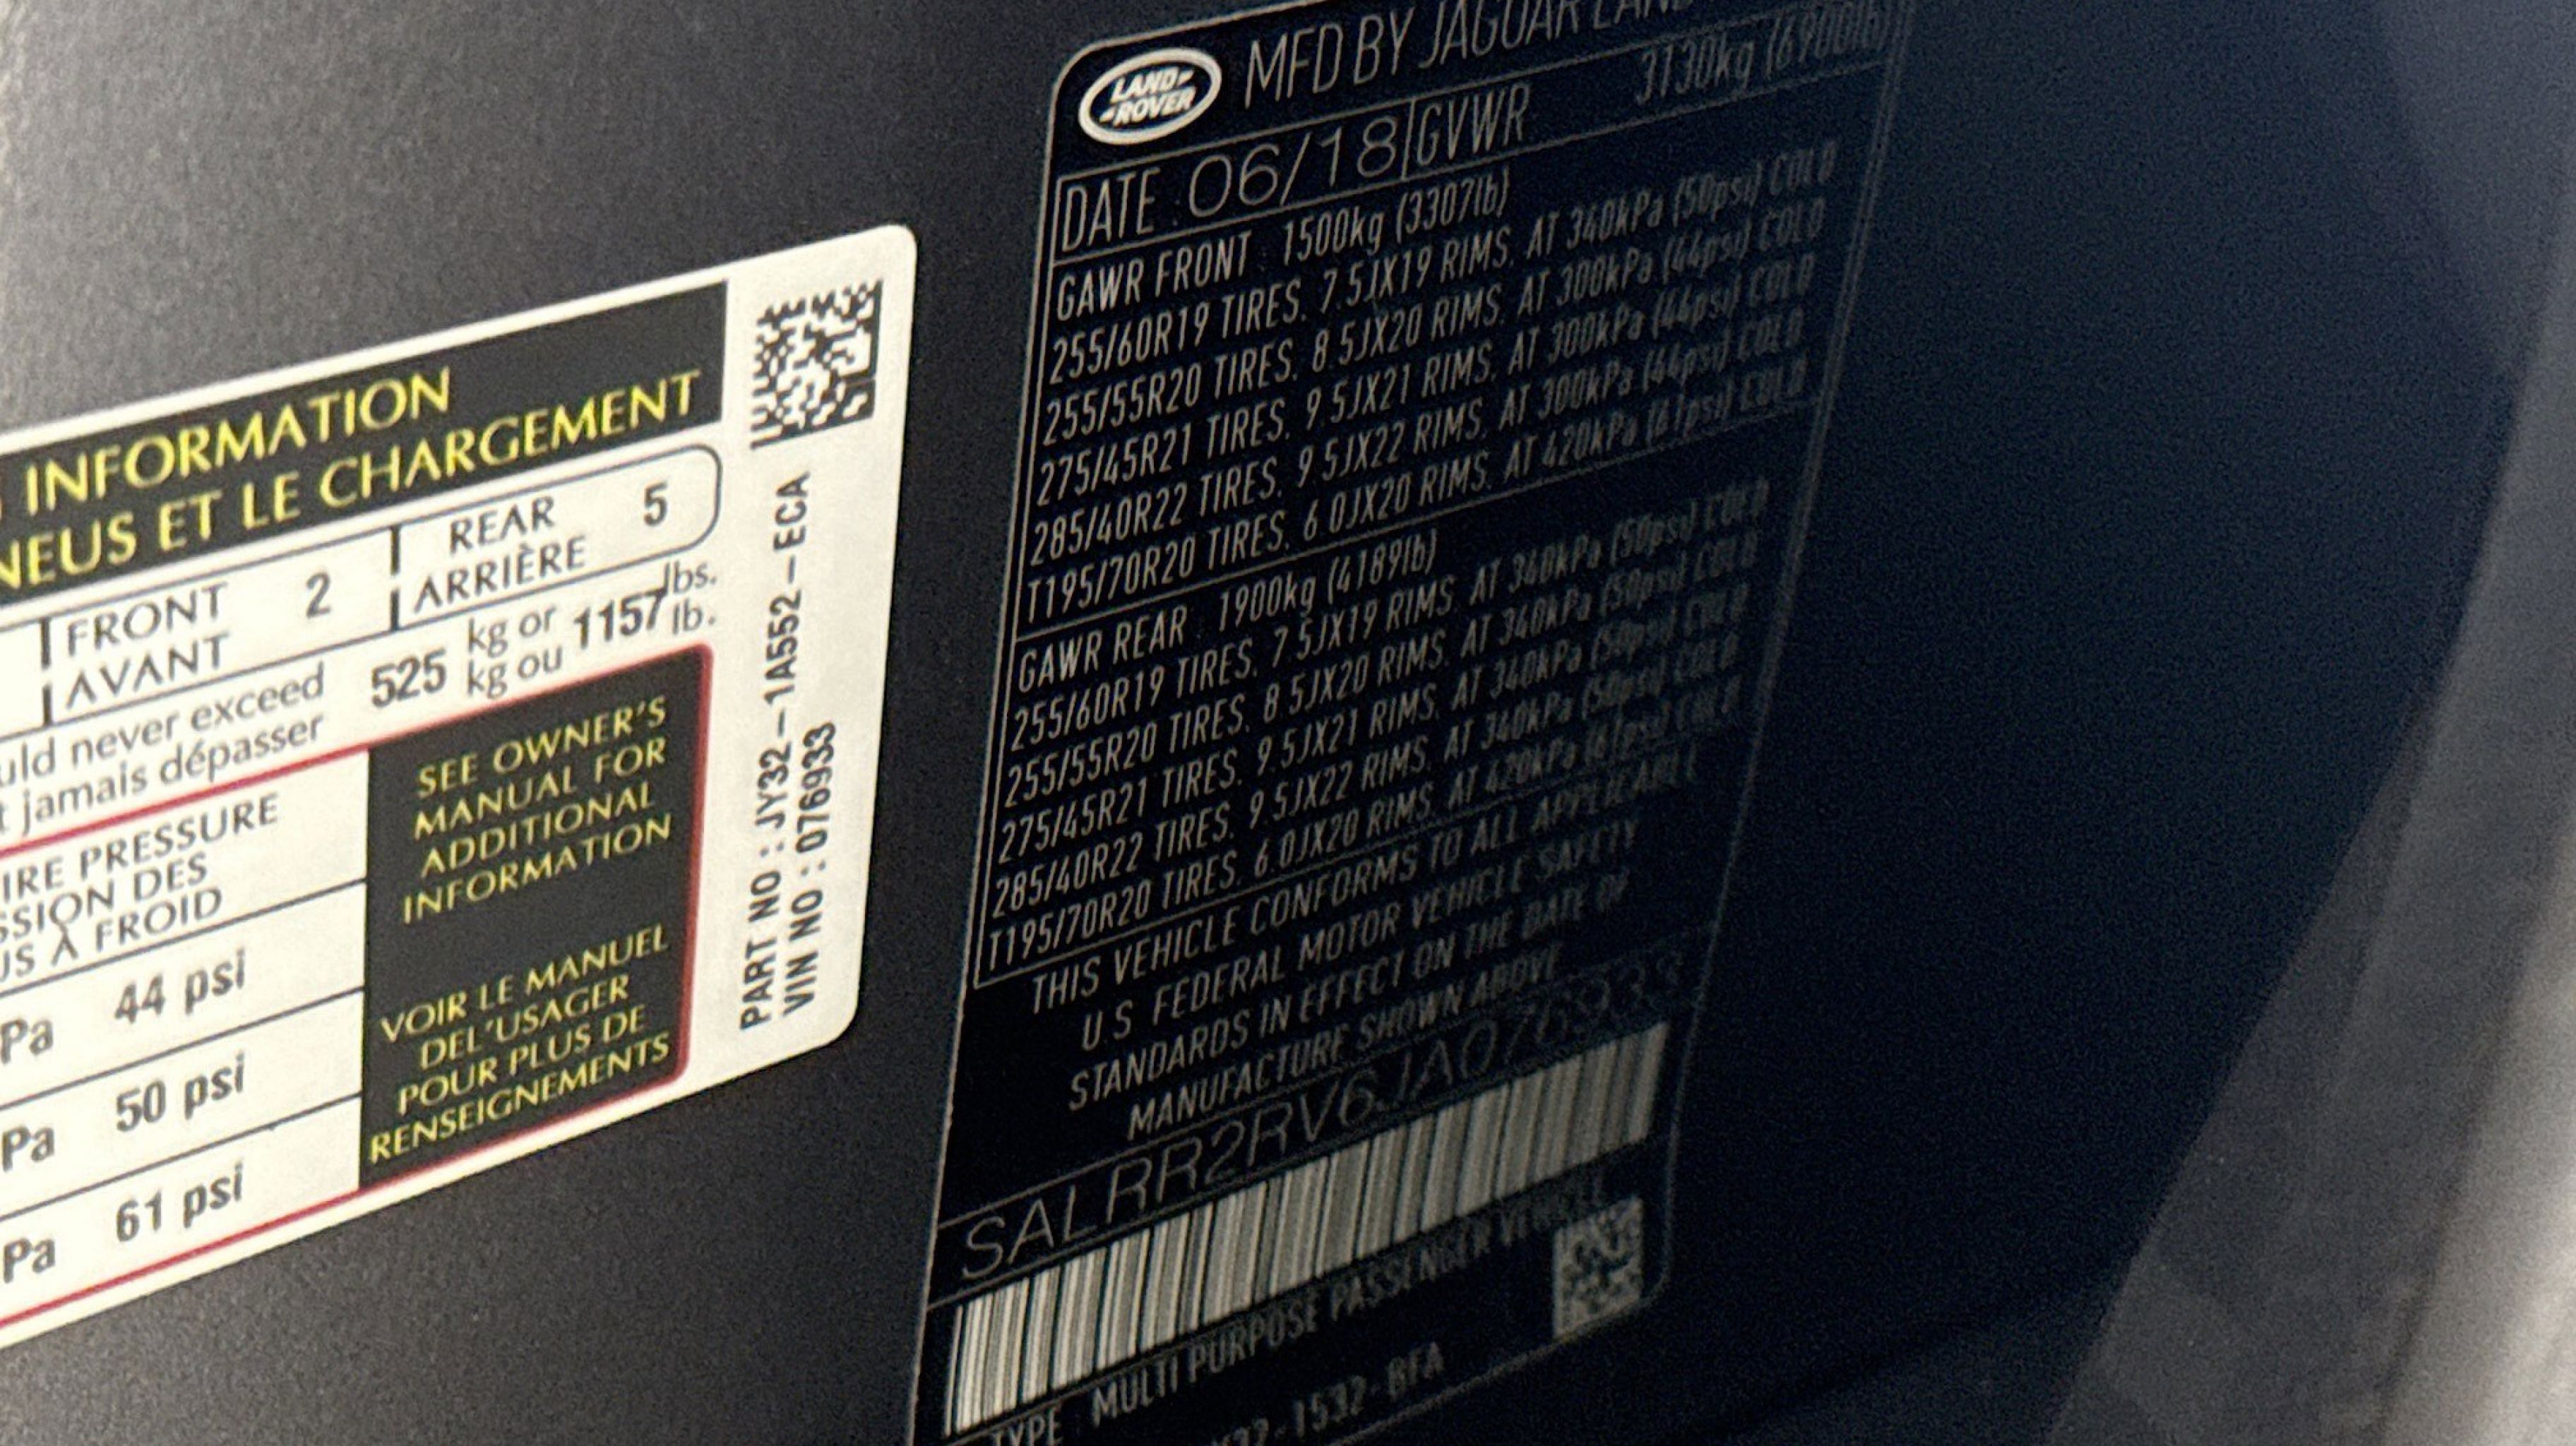 INFORMATION
NEUS ET LE CHARGEMENT
FRONT
AVANT
2
REAR
ARRIÈRE
5
never exceed
jamais dépasser
525
kg or
kg ou
1157
lbs.
lb.
PRESSURE
DES
À FROID
44 psi
Pa
50 psi
Pa
61 psi
Pa
SEE OWNER'S
MANUAL FOR
ADDITIONAL
INFORMATION
VOIR LE MANUEL
DEL'USAGER
POUR PLUS DE
RENSEIGNEMENTS
PART NO : JY32-1A552-ECA
VIN NO : 076933
LAND-
-ROVER
MFD BY JAGUAR LAND
DATE 06/18 GVWR 3130kg (6900lb)
GAWR FRONT 1500kg (3307lb)
255/60R19 TIRES. 7.5JX19 RIMS. AT 340kPa (50psi) COLD
255/55R20 TIRES. 8.5JX20 RIMS. AT 300kPa (44psi) COLD
275/45R21 TIRES. 9.5JX21 RIMS. AT 300kPa (44psi) COLD
285/40R22 TIRES. 9.5JX22 RIMS. AT 300kPa (44psi) COLD
T195/70R20 TIRES. 6.0JX20 RIMS. AT 420kPa (61psi) COLD
GAWR REAR 1900kg (4189lb)
255/60R19 TIRES. 7.5JX19 RIMS. AT 340kPa (50psi) COLD
255/55R20 TIRES. 8.5JX20 RIMS. AT 340kPa (50psi) COLD
275/45R21 TIRES. 9.5JX21 RIMS. AT 340kPa (50psi) COLD
285/40R22 TIRES. 9.5JX22 RIMS. AT 340kPa (50psi) COLD
T195/70R20 TIRES. 6.0JX20 RIMS. AT 420kPa (61psi) COLD
THIS VEHICLE CONFORMS TO ALL APPLICABLE
U.S. FEDERAL MOTOR VEHICLE SAFETY
STANDARDS IN EFFECT ON THE DATE OF
MANUFACTURE SHOWN ABOVE
SALRR2RV6JA076933
TYPE MULTI PURPOSE PASSENGER VEHICLE
-1532-BFA